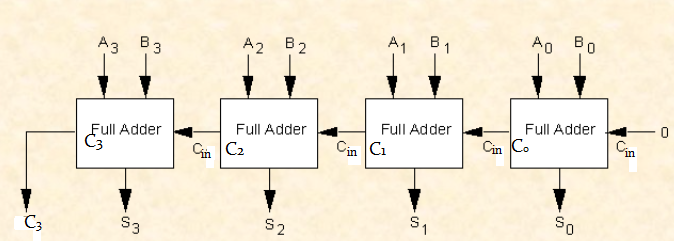 A3 B3 A2 B2 A1 B1 A0 B0
Full Adder Full Adder Full Adder Full Adder 0
C3 Cin C2 Cin C1 Cin C0 Cin
C3 S3 S2 S1 S0